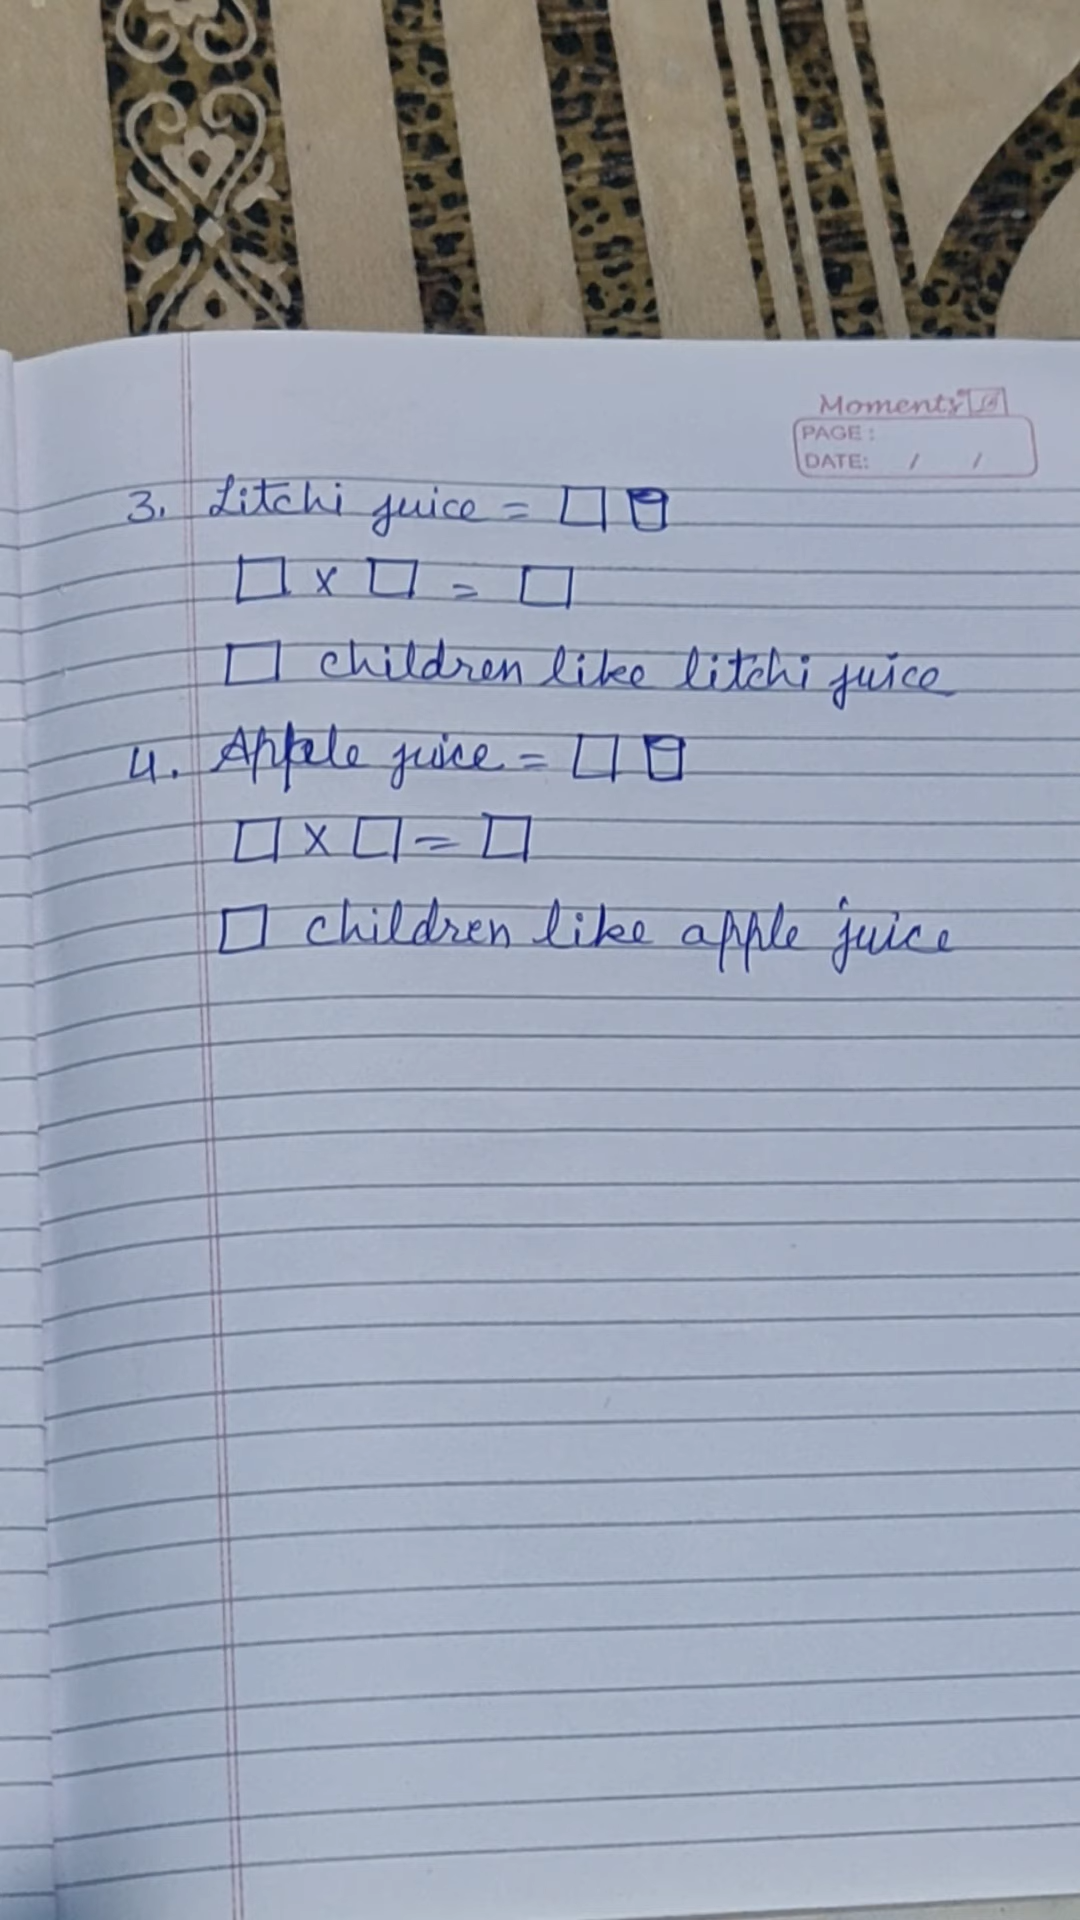 Moments
PAGE:
DATE: / /
3. Litchi juice = □ 
□ x □ = □
□ children like litchi juice
4. Apple juice = □ 
□ x □ = □
□ children like apple juice